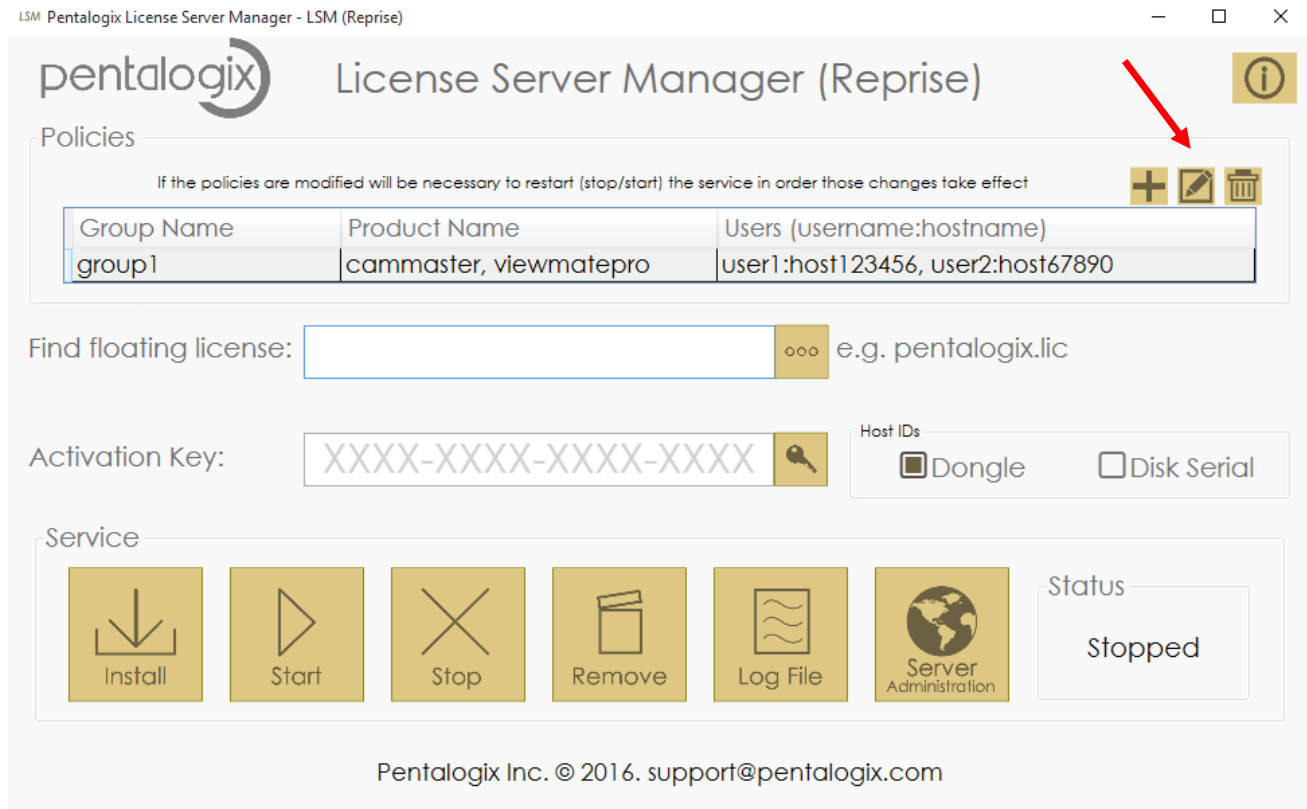 LSM Pentalogix License Server Manager - LSM (Reprise)
pentalogix License Server Manager (Reprise)
Policies
If the policies are modified will be necessary to restart (stop/start) the service in order those changes take effect
Group Name Product Name Users (username:hostname)
group1 cammaster, viewmatepro user1:host123456, user2:host67890
Find floating license: e.g. pentalogix.lic
Host IDs
Activation Key: XXXX-XXXX-XXXX-XXXX Dongle Disk Serial
Service
Status
Install Start Stop Remove Log File Server Administration Stopped
Pentalogix Inc. © 2016. support@pentalogix.com